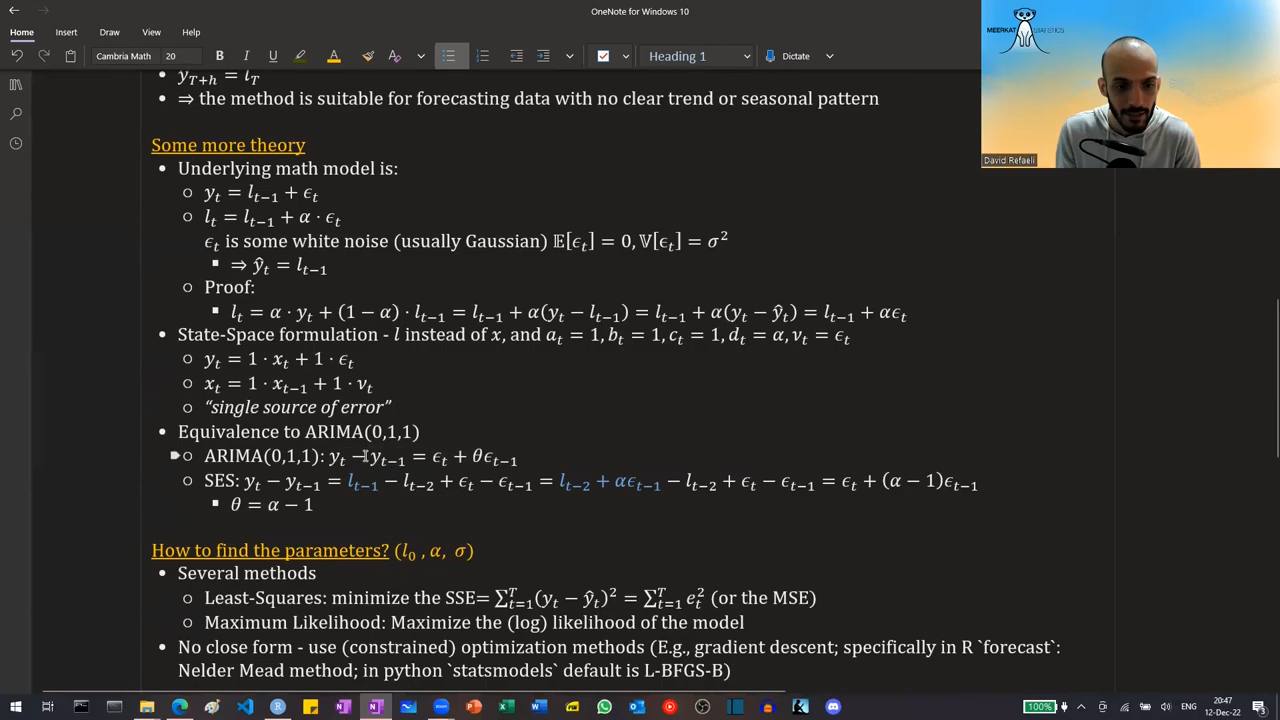 OneNote for Windows 10
Home Insert Draw View Help
Cambria Math 20 B I U A Heading 1 Dictate
MEERKAT STATISTICS
David Refaeli
y_{T+h} = l_T
• ⇒ the method is suitable for forecasting data with no clear trend or seasonal pattern
Some more theory
• Underlying math model is:
○ y_t = l_{t−1} + ϵ_t
○ l_t = l_{t−1} + α · ϵ_t
ϵ_t is some white noise (usually Gaussian) 𝔼[ϵ_t] = 0, 𝕍[ϵ_t] = σ²
▪ ⇒ ŷ_t = l_{t−1}
○ Proof:
▪ l_t = α · y_t + (1 − α) · l_{t−1} = l_{t−1} + α(y_t − l_{t−1}) = l_{t−1} + α(y_t − ŷ_t) = l_{t−1} + αϵ_t
• State-Space formulation - l instead of x, and a_t = 1, b_t = 1, c_t = 1, d_t = α, ν_t = ϵ_t
○ y_t = 1 · x_t + 1 · ϵ_t
○ x_t = 1 · x_{t−1} + 1 · ν_t
○ “single source of error”
• Equivalence to ARIMA(0,1,1)
○ ARIMA(0,1,1): y_t − y_{t−1} = ϵ_t + θϵ_{t−1}
○ SES: y_t − y_{t−1} = l_{t−1} − l_{t−2} + ϵ_t − ϵ_{t−1} = l_{t−2} + αϵ_{t−1} − l_{t−2} + ϵ_t − ϵ_{t−1} = ϵ_t + (α − 1)ϵ_{t−1}
▪ θ = α − 1
How to find the parameters? (l_0 , α, σ)
• Several methods
○ Least-Squares: minimize the SSE= ∑_{t=1}^T (y_t − ŷ_t)² = ∑_{t=1}^T e_t² (or the MSE)
○ Maximum Likelihood: Maximize the (log) likelihood of the model
• No close form - use (constrained) optimization methods (E.g., gradient descent; specifically in R `forecast`:
Nelder Mead method; in python `statsmodels` default is L-BFGS-B)
100% 20:47
12-Dec-22